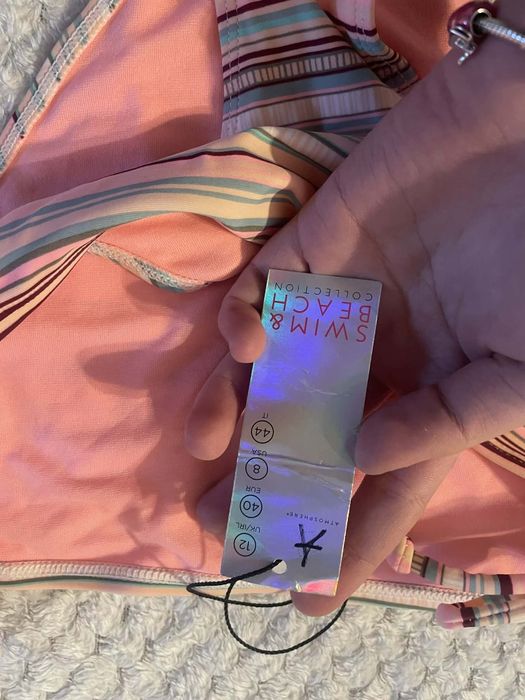 A
ATMOSPHERE®
UK/IRL
12
EUR
40
USA
8
IT
44
SWIM &
BEACH
COLLECTION